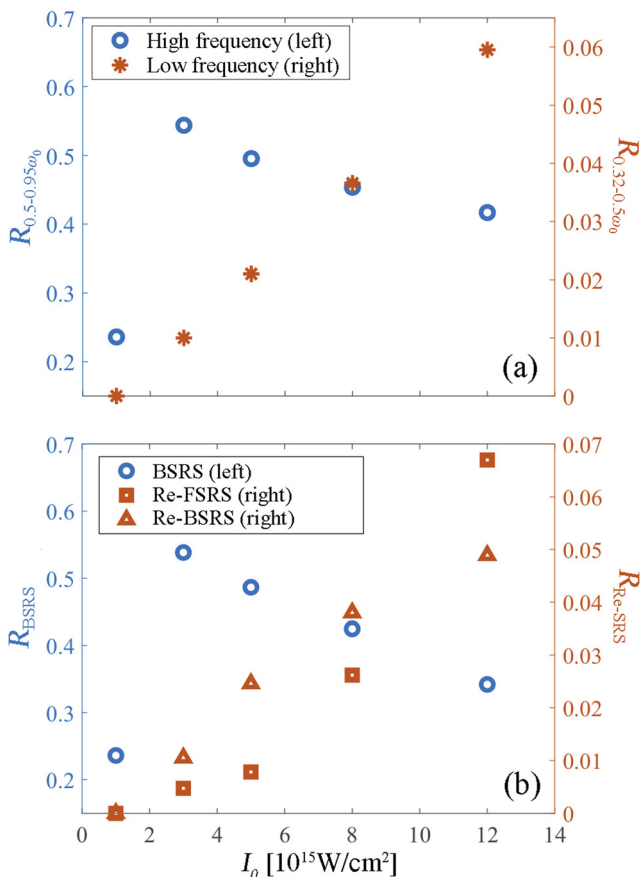 0.7
0.6
0.5
0.4
0.3
0.2
R0.5-0.95ω0
High frequency (left)
Low frequency (right)
0.06
0.05
0.04
0.03
0.02
0.01
0
R0.32-0.5ω0
(a)
0.7
0.6
0.5
0.4
0.3
0.2
RBSRS
BSRS (left)
Re-FSRS (right)
Re-BSRS (right)
0.07
0.06
0.05
0.04
0.03
0.02
0.01
0
RRe-SRS
(b)
0 2 4 6 8 10 12 14
I0 [10^15W/cm^2]